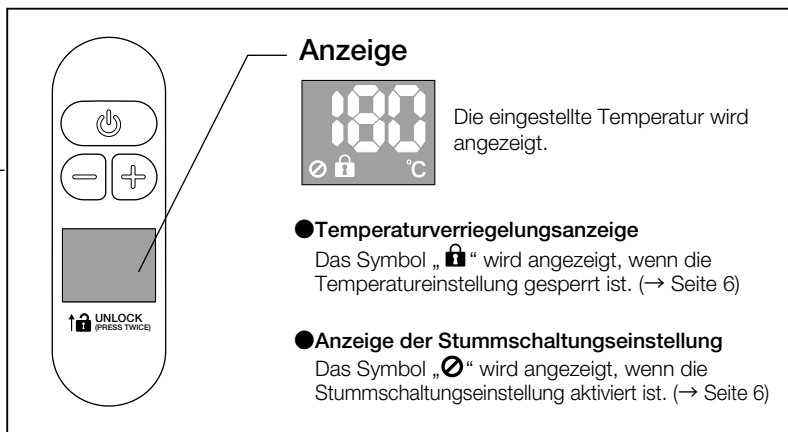 Anzeige
180
°C
Die eingestellte Temperatur wird
angezeigt.
●Temperaturverriegelungsanzeige
Das Symbol „🔒“ wird angezeigt, wenn die
Temperatureinstellung gesperrt ist. (→ Seite 6)
UNLOCK
(PRESS TWICE)
●Anzeige der Stummschaltungseinstellung
Das Symbol „⊘“ wird angezeigt, wenn die
Stummschaltungseinstellung aktiviert ist. (→ Seite 6)